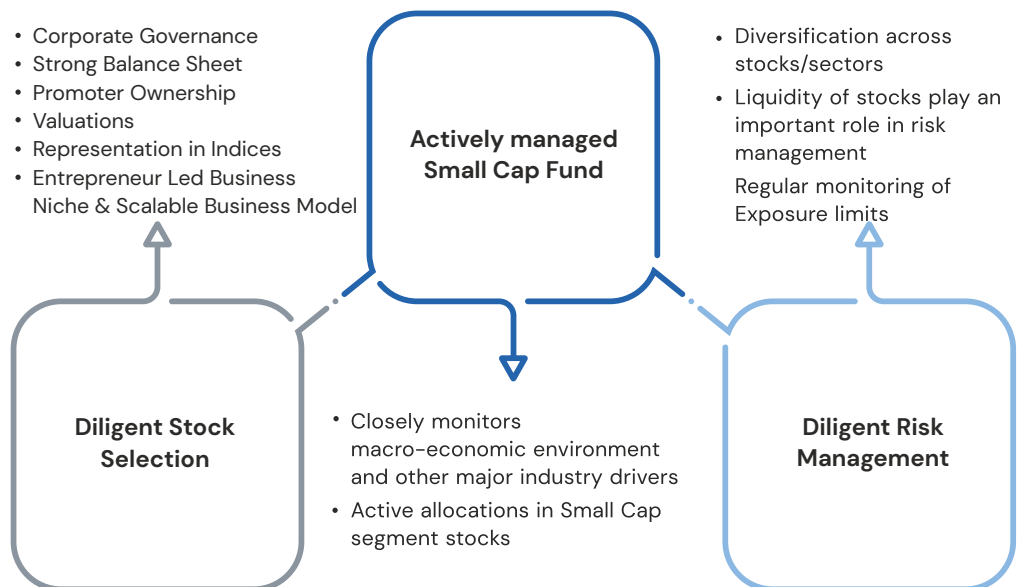 • Corporate Governance
• Strong Balance Sheet
• Promoter Ownership
• Valuations
• Representation in Indices
• Entrepreneur Led Business
Niche & Scalable Business Model
Actively managed
Small Cap Fund
• Diversification across
stocks/sectors
• Liquidity of stocks play an
important role in risk
management
Regular monitoring of
Exposure limits
Diligent Stock
Selection
• Closely monitors
macro-economic environment
and other major industry drivers
• Active allocations in Small Cap
segment stocks
Diligent Risk
Management